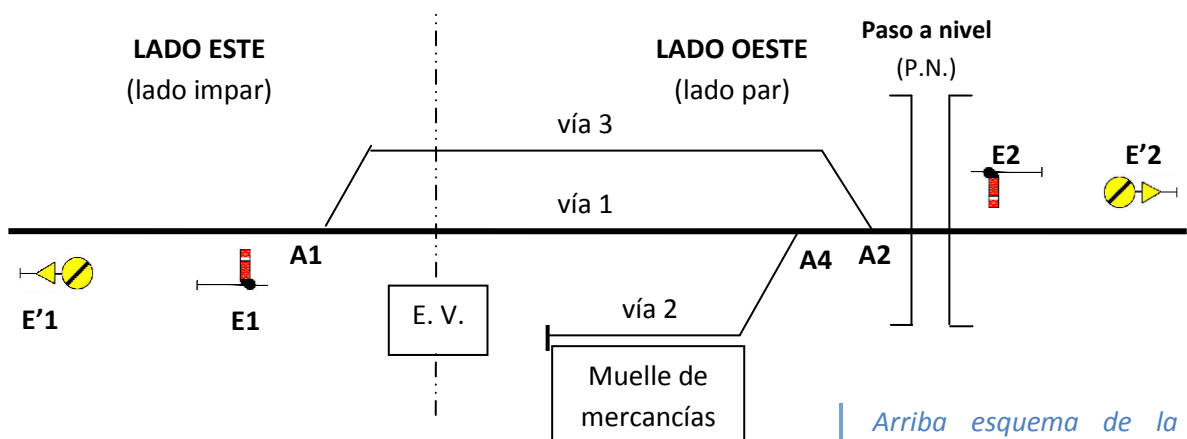 LADO ESTE
(lado impar)
LADO OESTE
(lado par)
Paso a nivel
(P.N.)
vía 3
E2
E'2
vía 1
A1
A4
A2
E'1
E1
E. V.
vía 2
Muelle de
mercancías
Arriba esquema de la